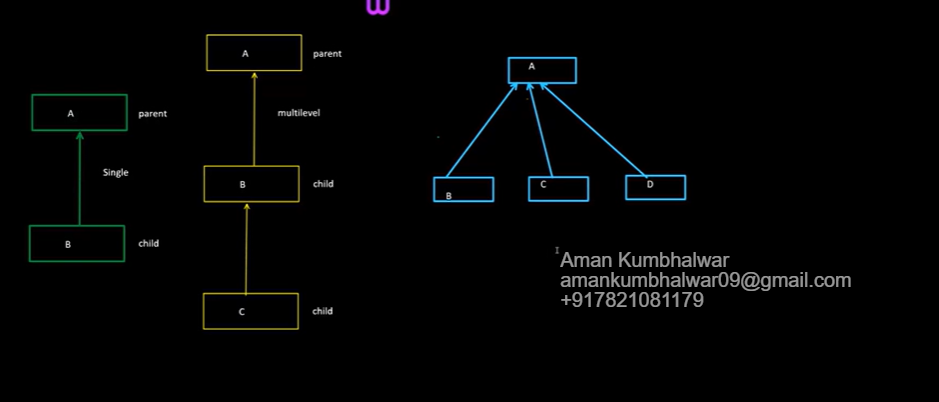 A
parent
Single
B
child
A
parent
multilevel
B
child
C
child
A
B
C
D
Aman Kumbhalwar
amankumbhalwar09@gmail.com
+917821081179